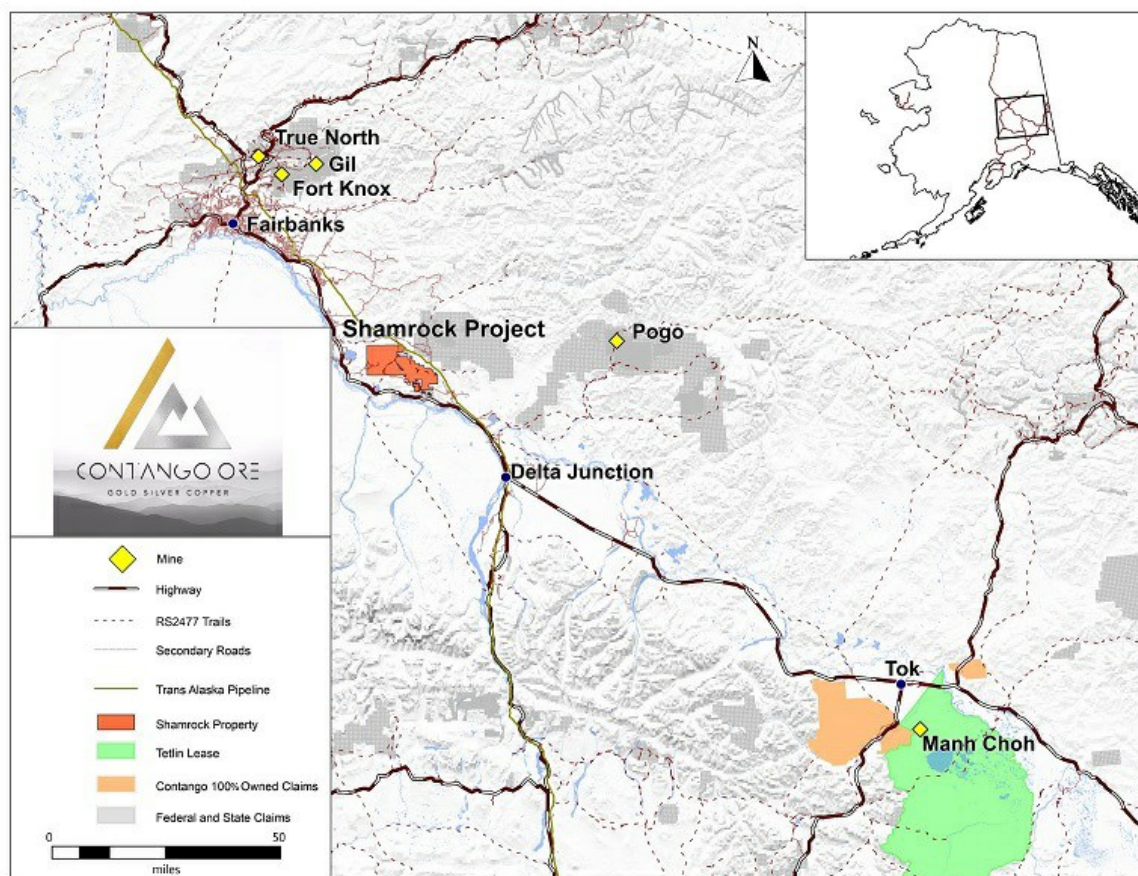 N
True North
Gil
Fort Knox
Fairbanks
Shamrock Project
Pogo
Delta Junction
Tok
Manh Choh
CONTANGO ORE
GOLD SILVER COPPER
Mine
Highway
RS2477 Trails
Secondary Roads
Trans Alaska Pipeline
Shamrock Property
Tetlin Lease
Contango 100% Owned Claims
Federal and State Claims
0 50
miles